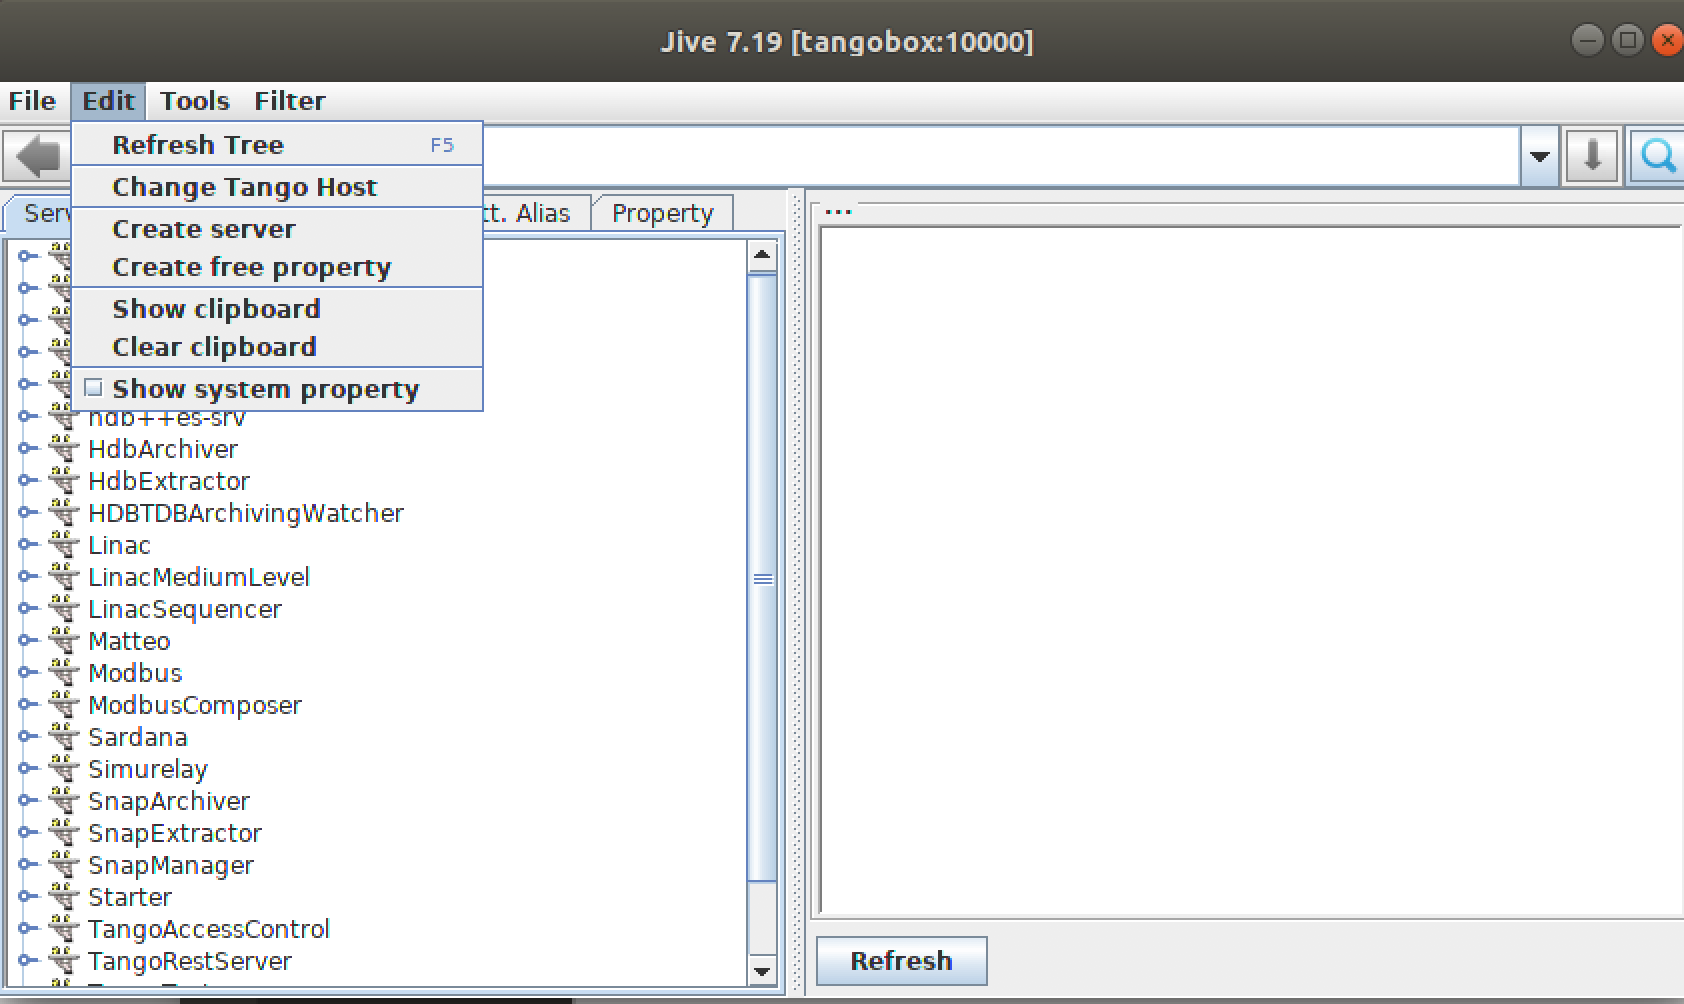 Jive 7.19 [tangobox:10000]
File Edit Tools Filter
Refresh Tree F5
Change Tango Host
Create server
Create free property
Show clipboard
Clear clipboard
Show system property
Serv tt. Alias Property
...
hdb++es-srv
HdbArchiver
HdbExtractor
HDBTDBArchivingWatcher
Linac
LinacMediumLevel
LinacSequencer
Matteo
Modbus
ModbusComposer
Sardana
Simurelay
SnapArchiver
SnapExtractor
SnapManager
Starter
TangoAccessControl
TangoRestServer
Refresh